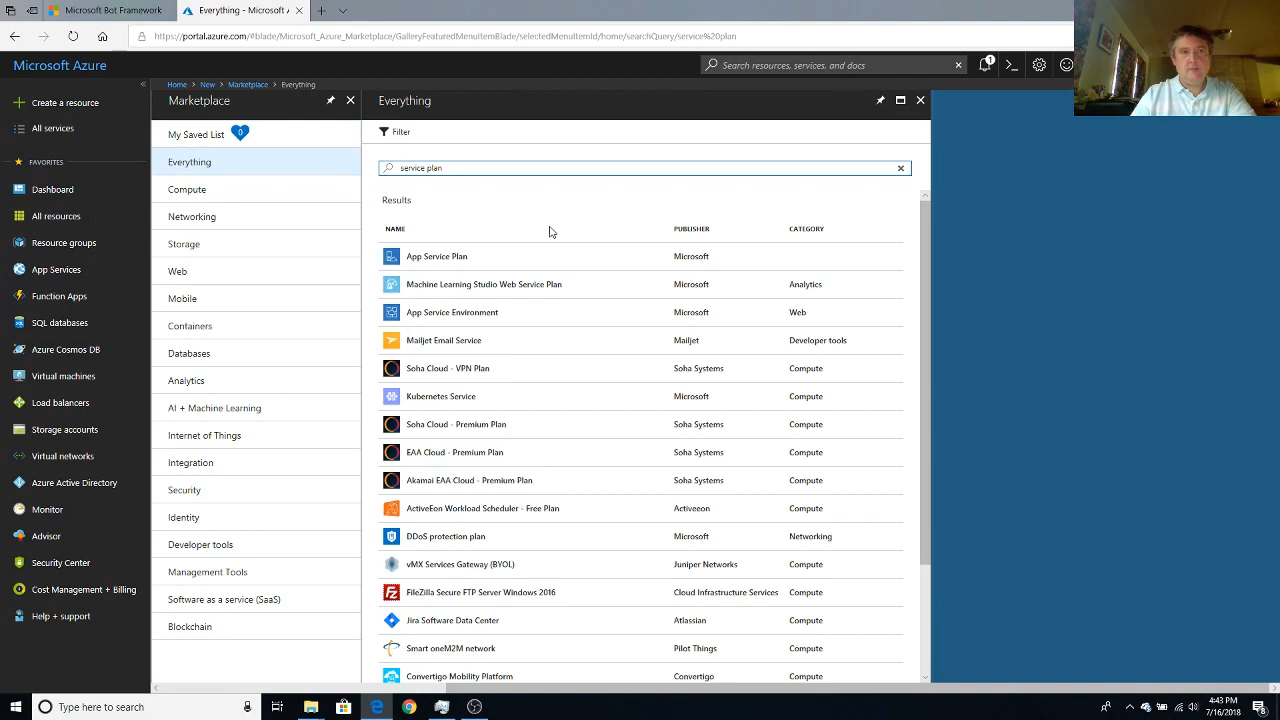 Microsoft Bot Framework
Everything - Microsoft A
https://portal.azure.com/#blade/Microsoft_Azure_Marketplace/GalleryFeaturedMenuItemBlade/selectedMenuItemId/home/searchQuery/service%20plan
Microsoft Azure
Search resources, services, and docs
1
Home > New > Marketplace > Everything
Create a resource
All services
FAVORITES
Dashboard
All resources
Resource groups
App Services
Function Apps
SQL databases
Azure Cosmos DB
Virtual machines
Load balancers
Storage accounts
Virtual networks
Azure Active Directory
Monitor
Advisor
Security Center
Cost Management + Billing
Help + support
Marketplace
My Saved List
0
Everything
Compute
Networking
Storage
Web
Mobile
Containers
Databases
Analytics
AI + Machine Learning
Internet of Things
Integration
Security
Identity
Developer tools
Management Tools
Software as a service (SaaS)
Blockchain
Everything
Filter
service plan
Results
NAME PUBLISHER CATEGORY
App Service Plan Microsoft
Machine Learning Studio Web Service Plan Microsoft Analytics
App Service Environment Microsoft Web
Mailjet Email Service Mailjet Developer tools
Soha Cloud - VPN Plan Soha Systems Compute
Kubernetes Service Microsoft Compute
Soha Cloud - Premium Plan Soha Systems Compute
EAA Cloud - Premium Plan Soha Systems Compute
Akamai EAA Cloud - Premium Plan Soha Systems Compute
ActiveEon Workload Scheduler - Free Plan Activeeon Compute
DDoS protection plan Microsoft Networking
vMX Services Gateway (BYOL) Juniper Networks Compute
FileZilla Secure FTP Server Windows 2016 Cloud Infrastructure Services Compute
Jira Software Data Center Atlassian Compute
Smart oneM2M network Pilot Things Compute
Convertigo Mobility Platform Convertigo Compute
Type here to search
4:43 PM
7/16/2018
8